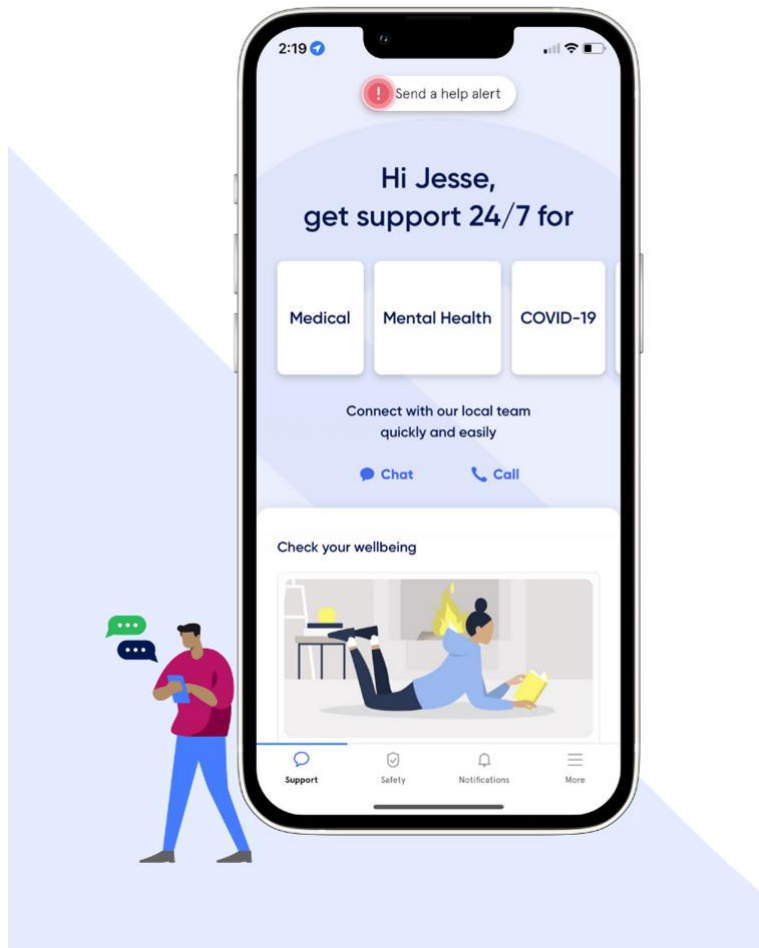 2:19
Send a help alert
Hi Jesse,
get support 24/7 for
Medical
Mental Health
COVID-19
Connect with our local team
quickly and easily
Chat
Call
Check your wellbeing
Support
Safety
Notifications
More